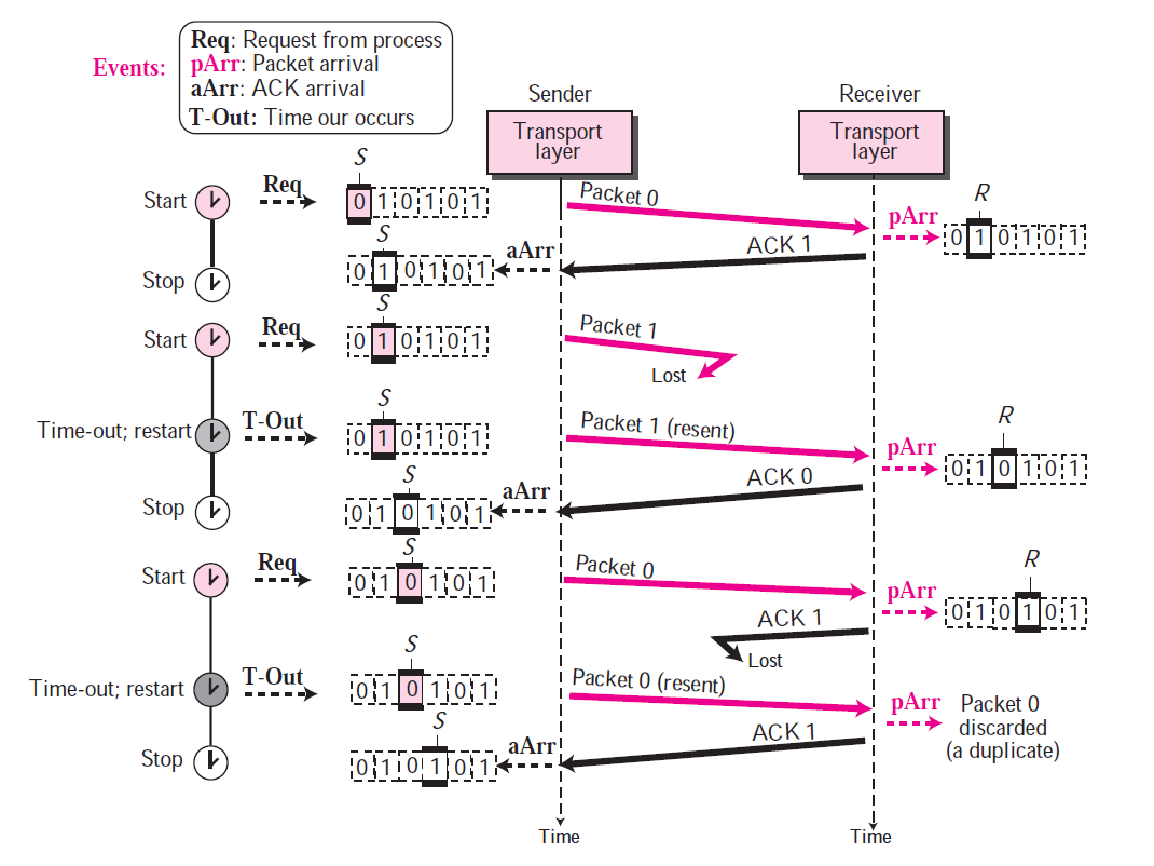 Events:
Req: Request from process
pArr: Packet arrival
aArr: ACK arrival
T-Out: Time our occurs
Sender
Receiver
Transport
layer
Transport
layer
S
Start
Req
0 1 0 1 0 1
Packet 0
pArr
R
0 1 0 1 0 1
S
Stop
0 1 0 1 0 1
aArr
ACK 1
S
Start
Req
0 1 0 1 0 1
Packet 1
Lost
S
Time-out; restart
T-Out
0 1 0 1 0 1
Packet 1 (resent)
pArr
R
0 1 0 1 0 1
S
Stop
0 1 0 1 0 1
aArr
ACK 0
S
Start
Req
0 1 0 1 0 1
Packet 0
pArr
R
0 1 0 1 0 1
ACK 1
Lost
S
Time-out; restart
T-Out
0 1 0 1 0 1
Packet 0 (resent)
pArr
Packet 0
discarded
(a duplicate)
S
Stop
0 1 0 1 0 1
aArr
ACK 1
Time
Time